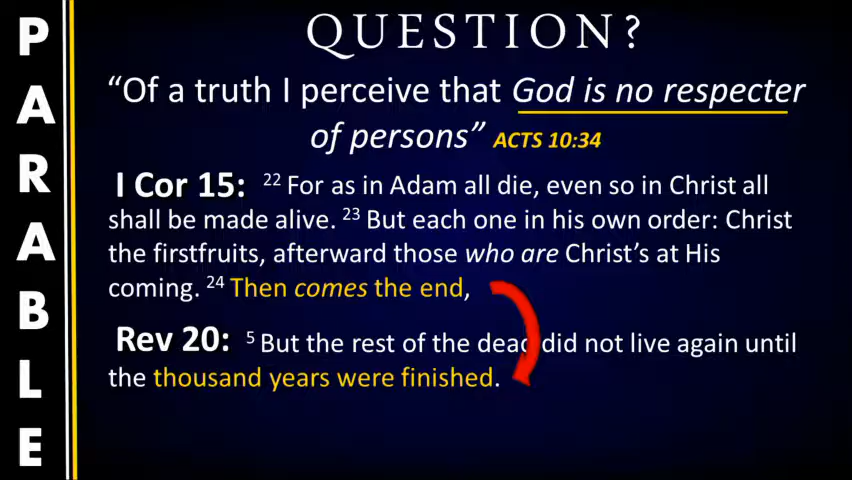 PARABLE
QUESTION?
“Of a truth I perceive that God is no respecter
of persons” ACTS 10:34
I Cor 15: 22 For as in Adam all die, even so in Christ all
shall be made alive. 23 But each one in his own order: Christ
the firstfruits, afterward those who are Christ’s at His
coming. 24 Then comes the end,
Rev 20: 5 But the rest of the dead did not live again until
the thousand years were finished.